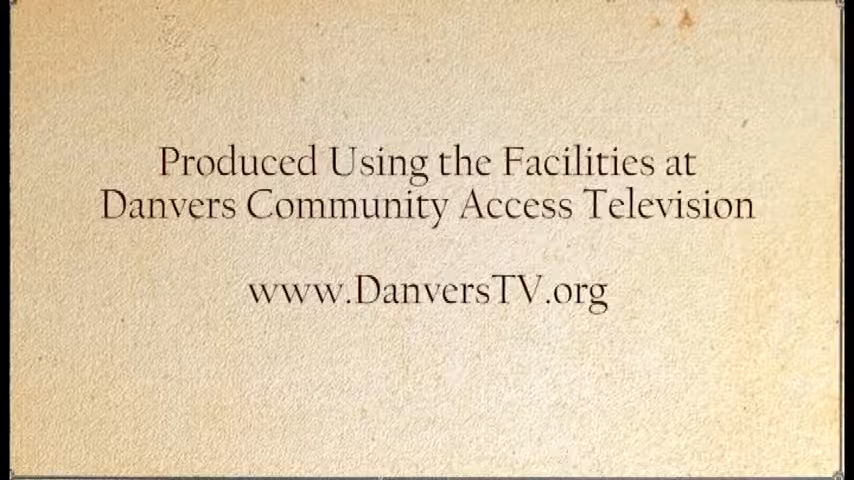 Produced Using the Facilities at
Danvers Community Access Television
www.DanversTV.org